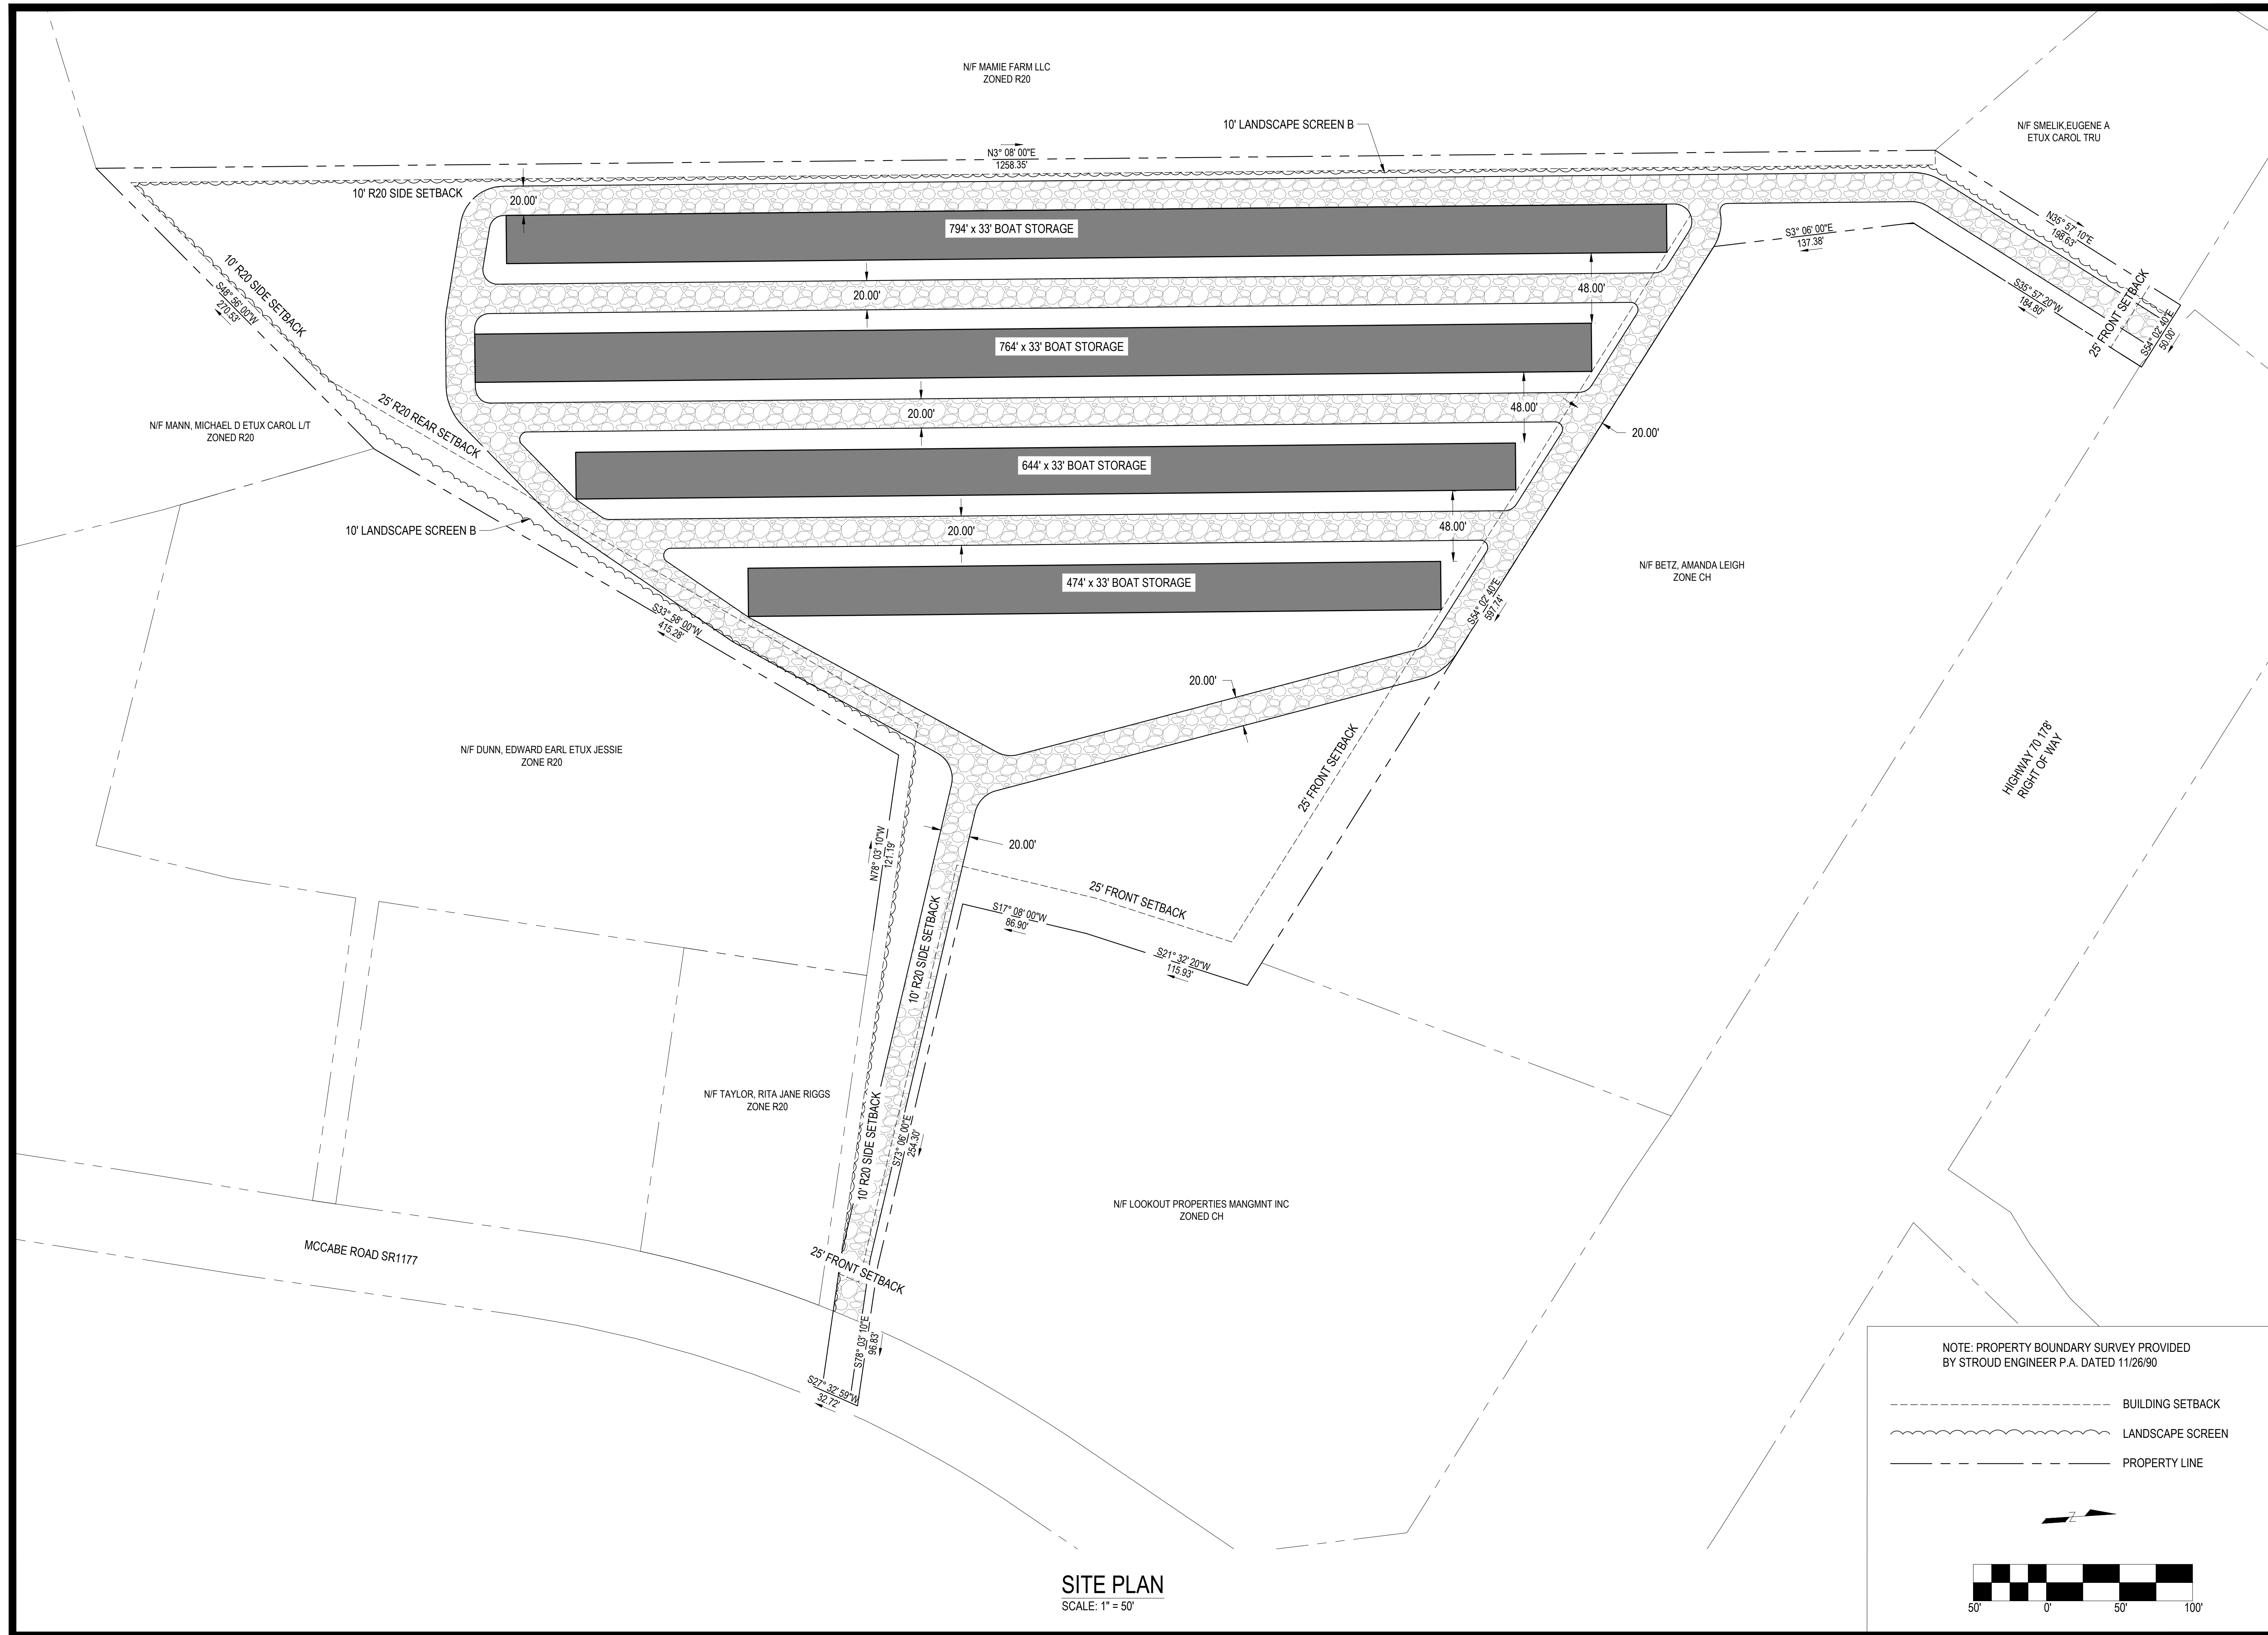 N/F MAMIE FARM LLC
ZONED R20
10' LANDSCAPE SCREEN B
N/F SMELIK,EUGENE A
ETUX CAROL TRU
N3° 08' 00"E
1258.35'
10' R20 SIDE SETBACK
20.00'
794' x 33' BOAT STORAGE
S3° 06' 00"E
137.38'
N35° 57' 10"E
198.63'
10' R20 SIDE SETBACK
S48° 56' 00"W
270.53'
20.00'
48.00'
S35° 57' 20"W
184.80'
25' FRONT SETBACK
S54° 02' 40"E
50.00'
764' x 33' BOAT STORAGE
25' R20 REAR SETBACK
N/F MANN, MICHAEL D ETUX CAROL L/T
ZONED R20
20.00'
48.00'
20.00'
644' x 33' BOAT STORAGE
10' LANDSCAPE SCREEN B
20.00'
48.00'
N/F BETZ, AMANDA LEIGH
ZONE CH
474' x 33' BOAT STORAGE
S54° 02' 40"E
597.74'
S33° 58' 00"W
415.28'
20.00'
N/F DUNN, EDWARD EARL ETUX JESSIE
ZONE R20
25' FRONT SETBACK
HIGHWAY 70 178'
RIGHT OF WAY
N78° 03' 10"W
121.19'
20.00'
25' FRONT SETBACK
S17° 08' 00"W
86.90'
10' R20 SIDE SETBACK
S21° 32' 20"W
115.93'
N/F TAYLOR, RITA JANE RIGGS
ZONE R20
10' R20 SIDE SETBACK
S73° 06' 00"E
254.30'
N/F LOOKOUT PROPERTIES MANGMNT INC
ZONED CH
MCCABE ROAD SR1177
25' FRONT SETBACK
S78° 03' 10"E
96.83'
S27° 32' 59"W
32.72'
NOTE: PROPERTY BOUNDARY SURVEY PROVIDED
BY STROUD ENGINEER P.A. DATED 11/26/90
BUILDING SETBACK
LANDSCAPE SCREEN
PROPERTY LINE
Z
50' 0' 50' 100'
SITE PLAN
SCALE: 1" = 50'